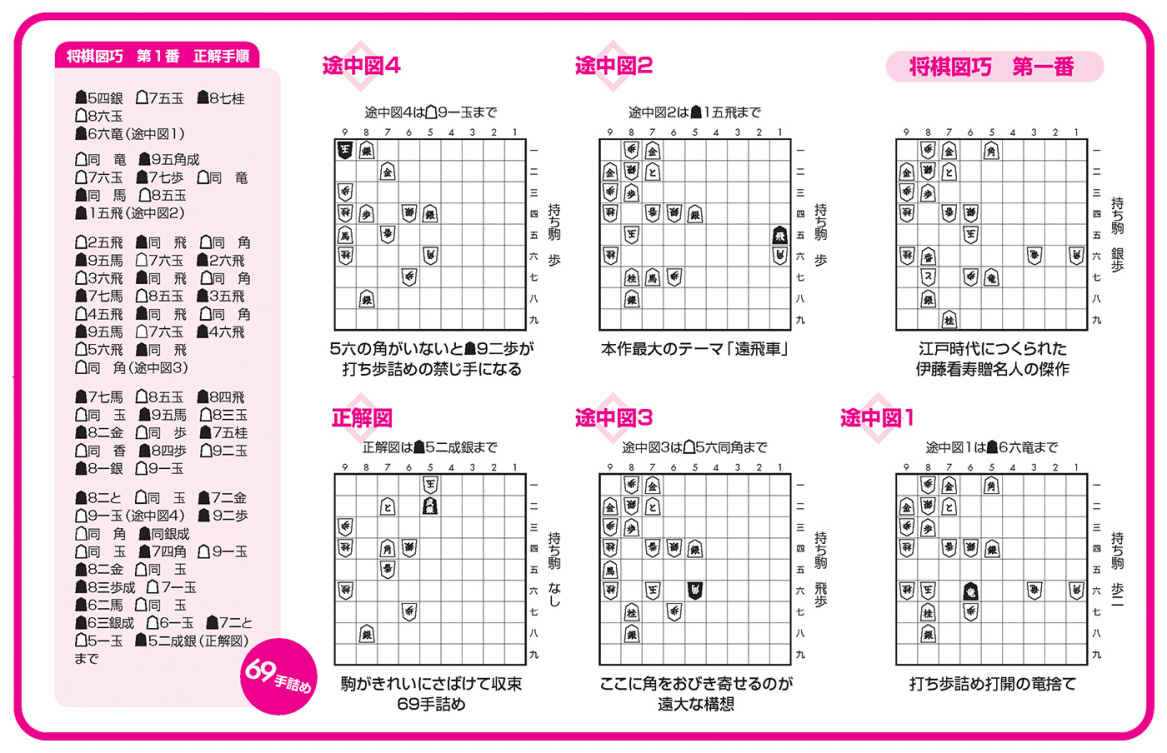 将棋図巧 第1番 正解手順
☗5四銀 ☖7五玉 ☗8七桂
☖8六玉
☗6六竜(途中図1)
☖同 竜 ☗9五角成
☖7六玉 ☗7七歩 ☖同 竜
☗同 馬 ☖8五玉
☗1五飛(途中図2)
☖2五飛 ☗同 飛 ☖同 角
☗9五馬 ☖7六玉 ☗2六飛
☖3六飛 ☗同 飛 ☖同 角
☗7七馬 ☖8五玉 ☗3五飛
☖4五飛 ☗同 飛 ☖同 角
☗9五馬 ☖7六玉 ☗4六飛
☖5六飛 ☗同 飛
☖同 角(途中図3)
☗7七馬 ☖8五玉 ☗8四飛
☖同 玉 ☗9五馬 ☖8三玉
☗8二金 ☖同 歩 ☗7五桂
☖同 香 ☗8四歩 ☖9二玉
☗8一銀 ☖9一玉
☗8二と ☖同 玉 ☗7二金
☖9一玉(途中図4) ☗9二歩
☖同 角 ☗同銀成
☖同 玉 ☗7四角 ☖9一玉
☗8二金 ☖同 玉
☗8三歩成 ☖7一玉
☗6二馬 ☖同 玉
☗6三銀成 ☖6一玉 ☗7二と
☖5一玉 ☗5二成銀(正解図)
まで
69手詰め
将棋図巧 第一番
9 8 7 6 5 4 3 2 1
一
二
三
四
五
六
七
八
九
持ち駒 銀歩
江戸時代につくられた
伊藤看寿贈名人の傑作
途中図1
途中図1は☗6六竜まで
9 8 7 6 5 4 3 2 1
一
二
三
四
五
六
七
八
九
持ち駒 歩二
打ち歩詰め打開の竜捨て
途中図2
途中図2は☗1五飛まで
9 8 7 6 5 4 3 2 1
一
二
三
四
五
六
七
八
九
持ち駒 歩
本作最大のテーマ「遠飛車」
途中図3
途中図3は☖5六同角まで
9 8 7 6 5 4 3 2 1
一
二
三
四
五
六
七
八
九
持ち駒 飛歩
ここに角をおびき寄せるのが
遠大な構想
途中図4
途中図4は☖9一玉まで
9 8 7 6 5 4 3 2 1
一
二
三
四
五
六
七
八
九
持ち駒 歩
5六の角がいないと☗9二歩が
打ち歩詰めの禁じ手になる
正解図
正解図は☗5二成銀まで
9 8 7 6 5 4 3 2 1
一
二
三
四
五
六
七
八
九
持ち駒 なし
駒がきれいにさばけて収束
69手詰め